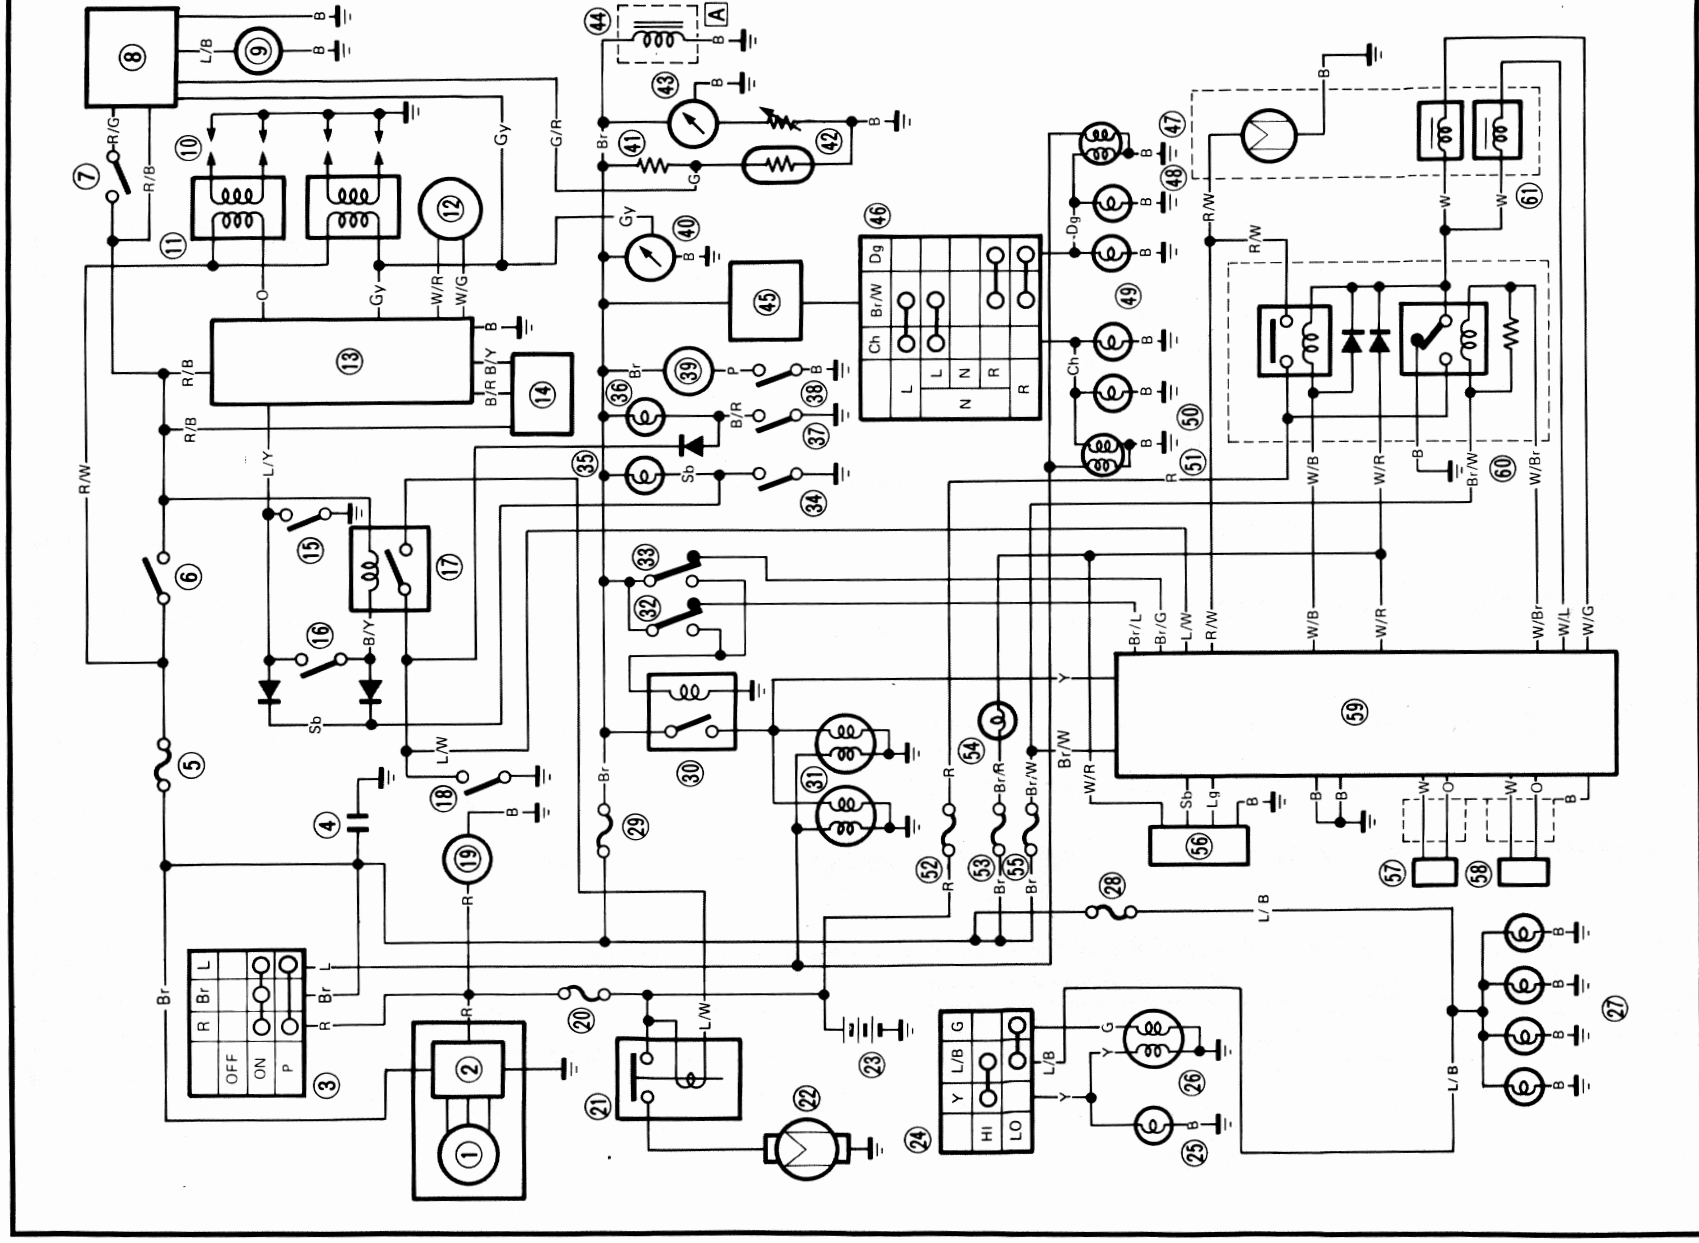 B
8
L/B
9
B
R/G
7
R/B
10
11
12
Gy
G/R
O
Gy
W/R
W/G
R/B
13
B
B/Y
B/R
14
R/B
R/W
L/Y
15
6
17
16
B/Y
Sb
5
L/W
18
4
19
B
R
44
A
B
43
B
Br
41
42
B
G
Gy
40
B
45
46
Dg
Br/W
Ch
L
L
N
R
N
R
36
Br
39
P
38
B
B/R
37
35
Sb
34
33
32
30
31
Br
29
47
B
48
B
Dg
B
49
B
Ch
B
50
B
51
R
B
R/W
R/W
W
W
61
B
60
W/B
W/R
Br/W
W/Br
Br/L
Br/G
L/W
R/W
W/B
W/R
W/Br
W/L
W/G
Y
59
Br/W
54
R
Br/R
Br/W
W/R
52
53
55
R
Br
Br
Sb
Lg
B
56
B
B
W
O
W
O
B
57
58
28
L/B
Br
R
Br
L
OFF
ON
P
3
L
Br
R
R
2
1
20
21
L/W
22
23
24
Y
L/B
G
HI
LO
G
L/B
Y
Y
26
25
B
L/B
B
B
B
B
27